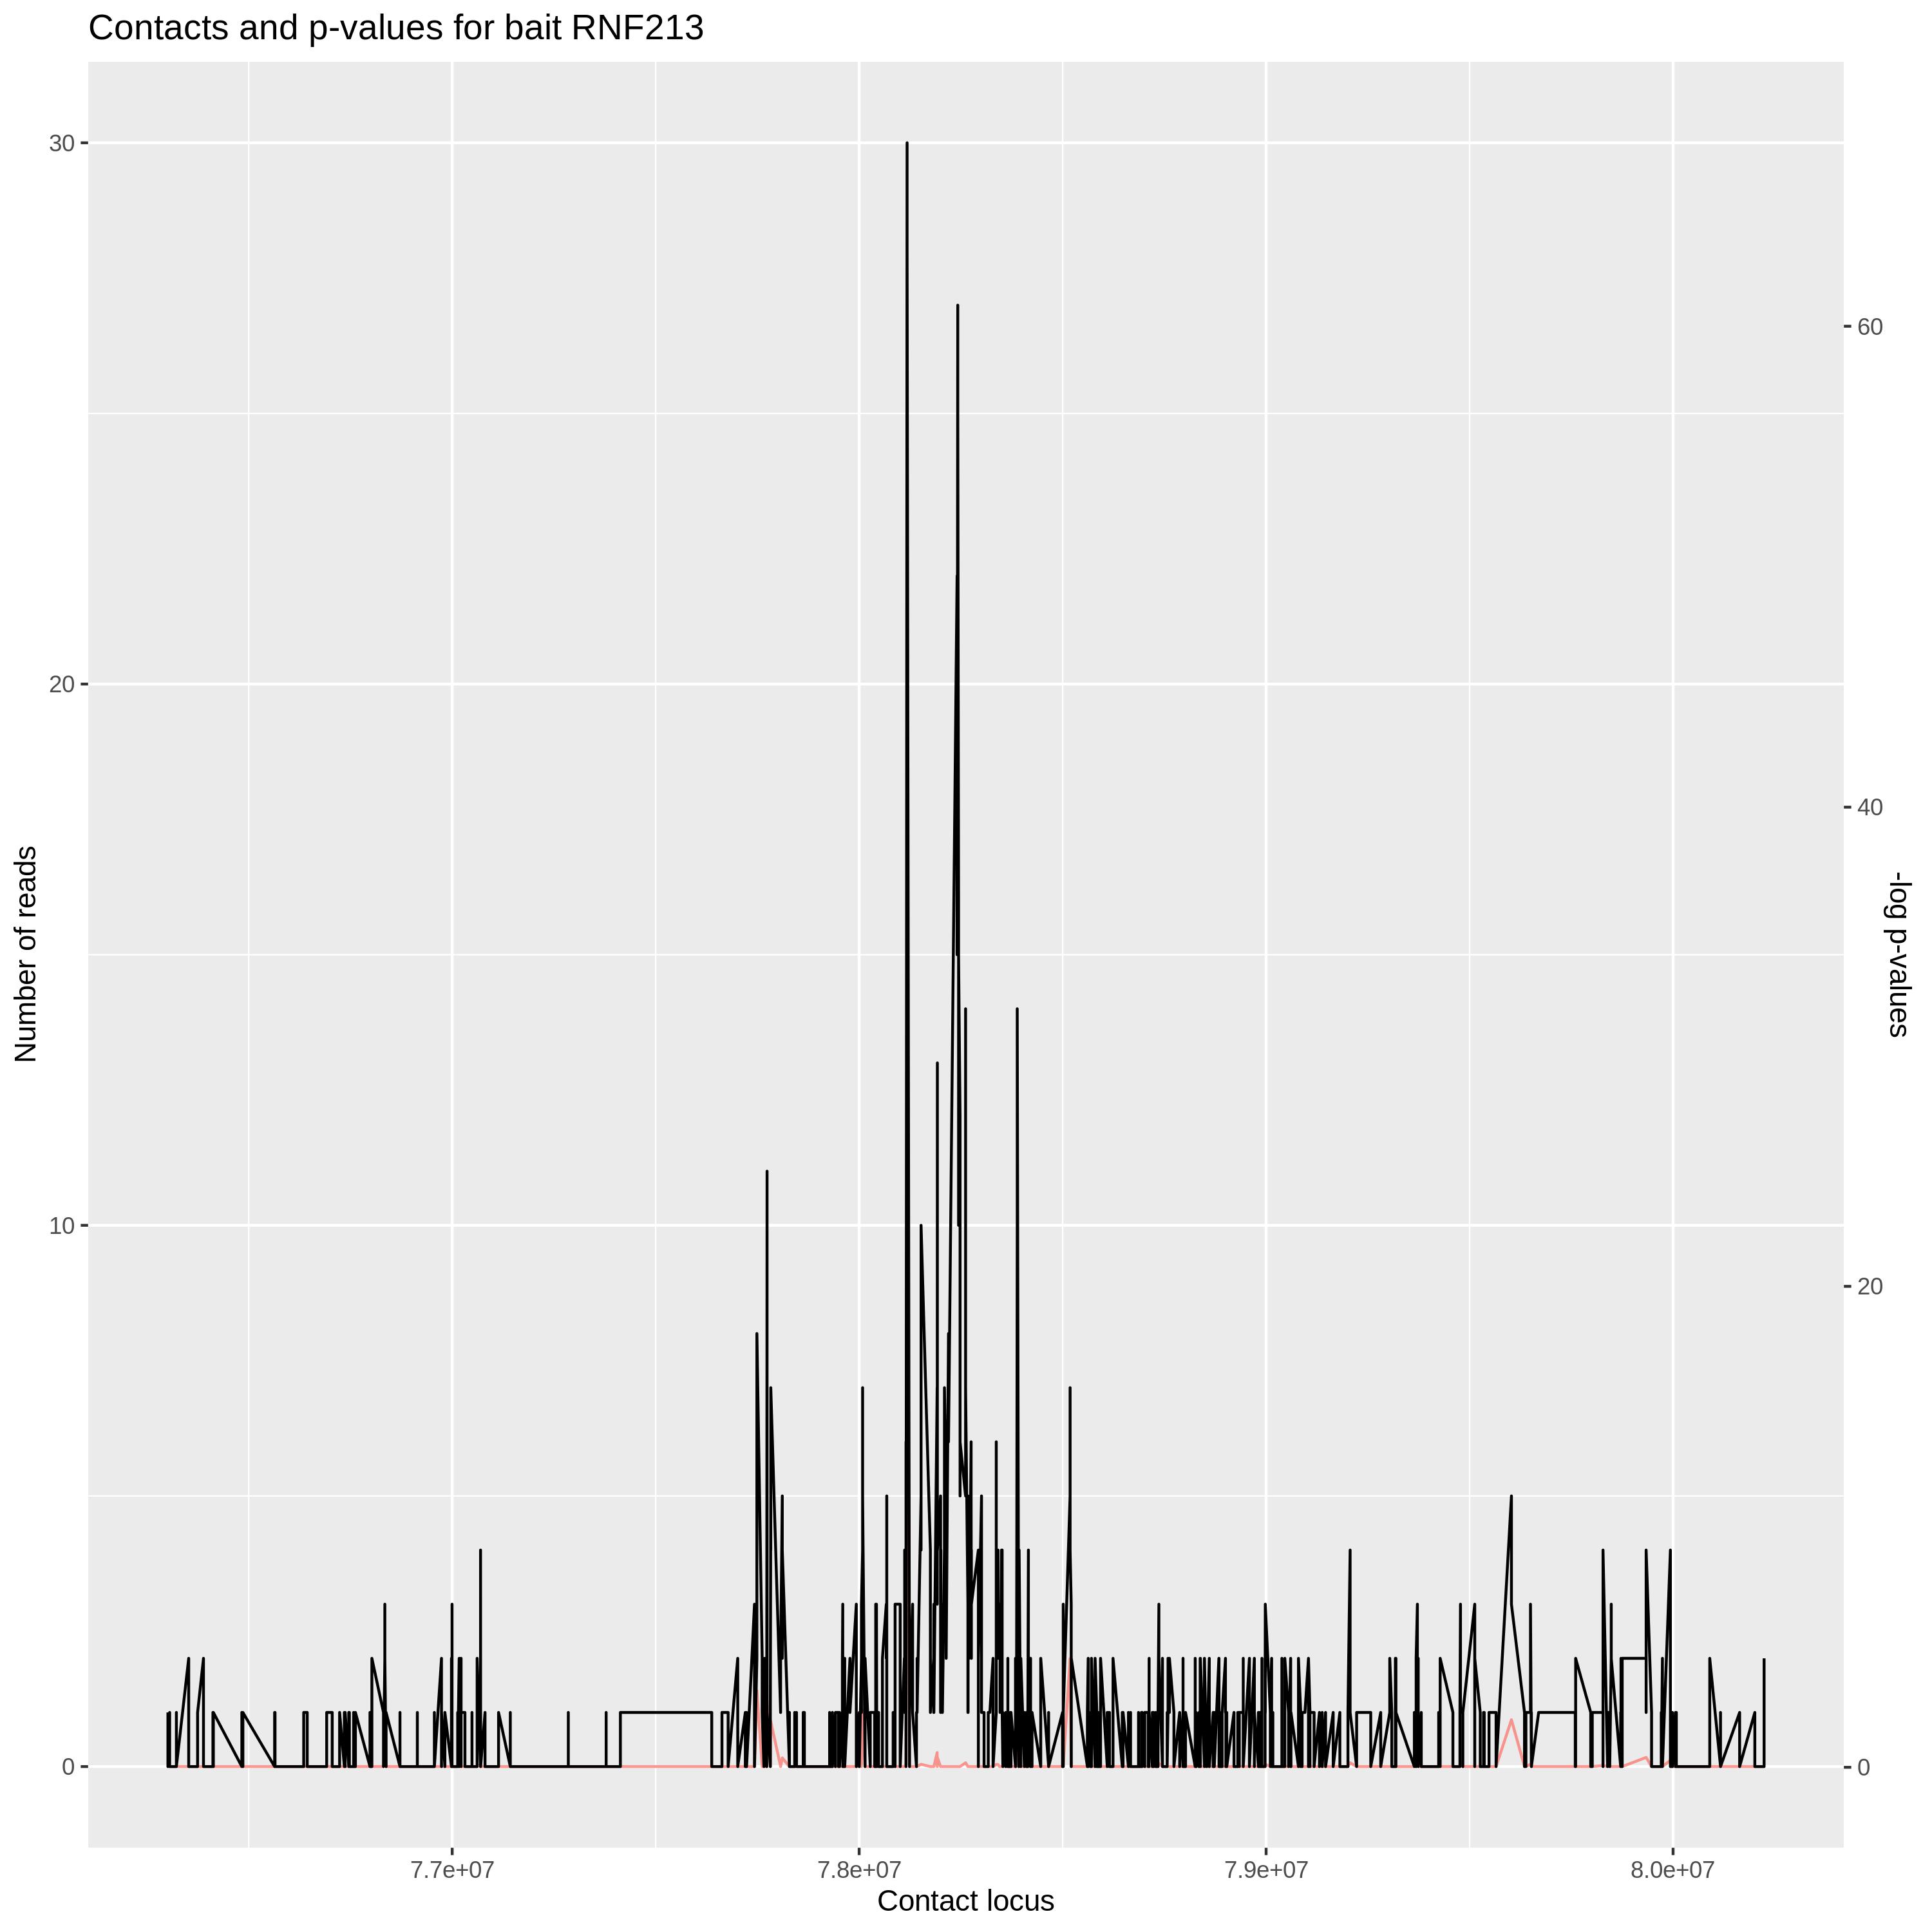 Contacts and p-values for bait RNF213
30
20
10
0
Number of reads
60
40
20
0
-log p-values
7.7e+07
7.8e+07
7.9e+07
8.0e+07
Contact locus